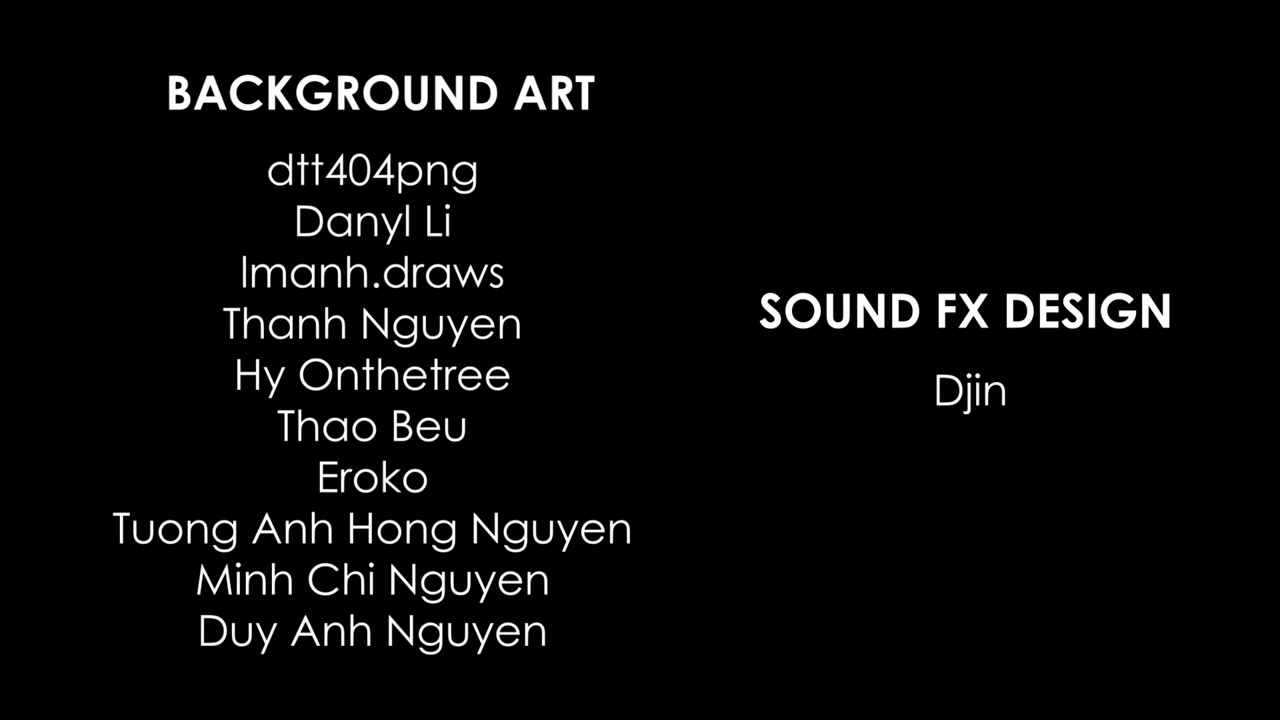 BACKGROUND ART
dtt404png
Danyl Li
lmanh.draws
Thanh Nguyen
Hy Onthetree
Thao Beu
Eroko
Tuong Anh Hong Nguyen
Minh Chi Nguyen
Duy Anh Nguyen
SOUND FX DESIGN
Djin